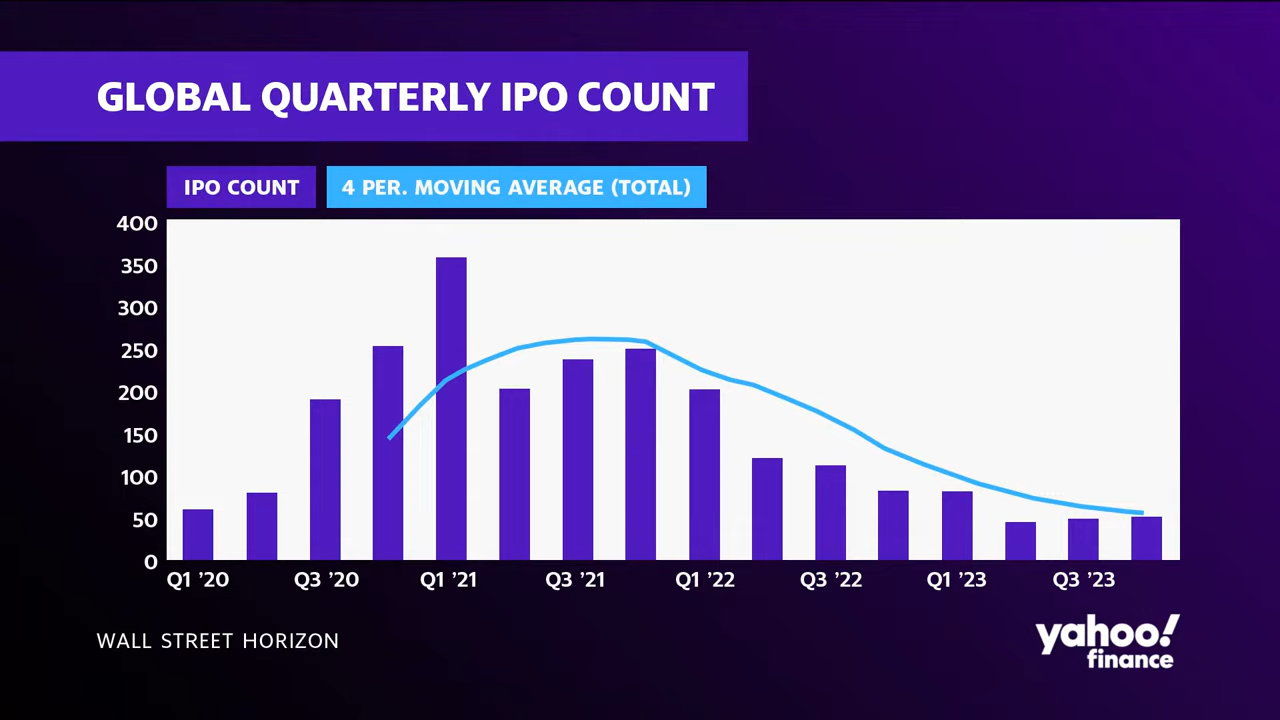 GLOBAL QUARTERLY IPO COUNT
IPO COUNT
4 PER. MOVING AVERAGE (TOTAL)
400
350
300
250
200
150
100
50
0
Q1 ’20
Q3 ’20
Q1 ’21
Q3 ’21
Q1 ’22
Q3 ’22
Q1 ’23
Q3 ’23
WALL STREET HORIZON
yahoo!
finance